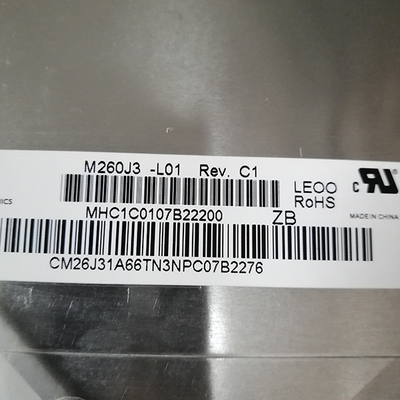 M260J3 -L01 Rev. C1
LEOO
RoHS
MADE IN CHINA
MHC1C0107B22200 ZB
CM26J31A66TN3NPC07B2276